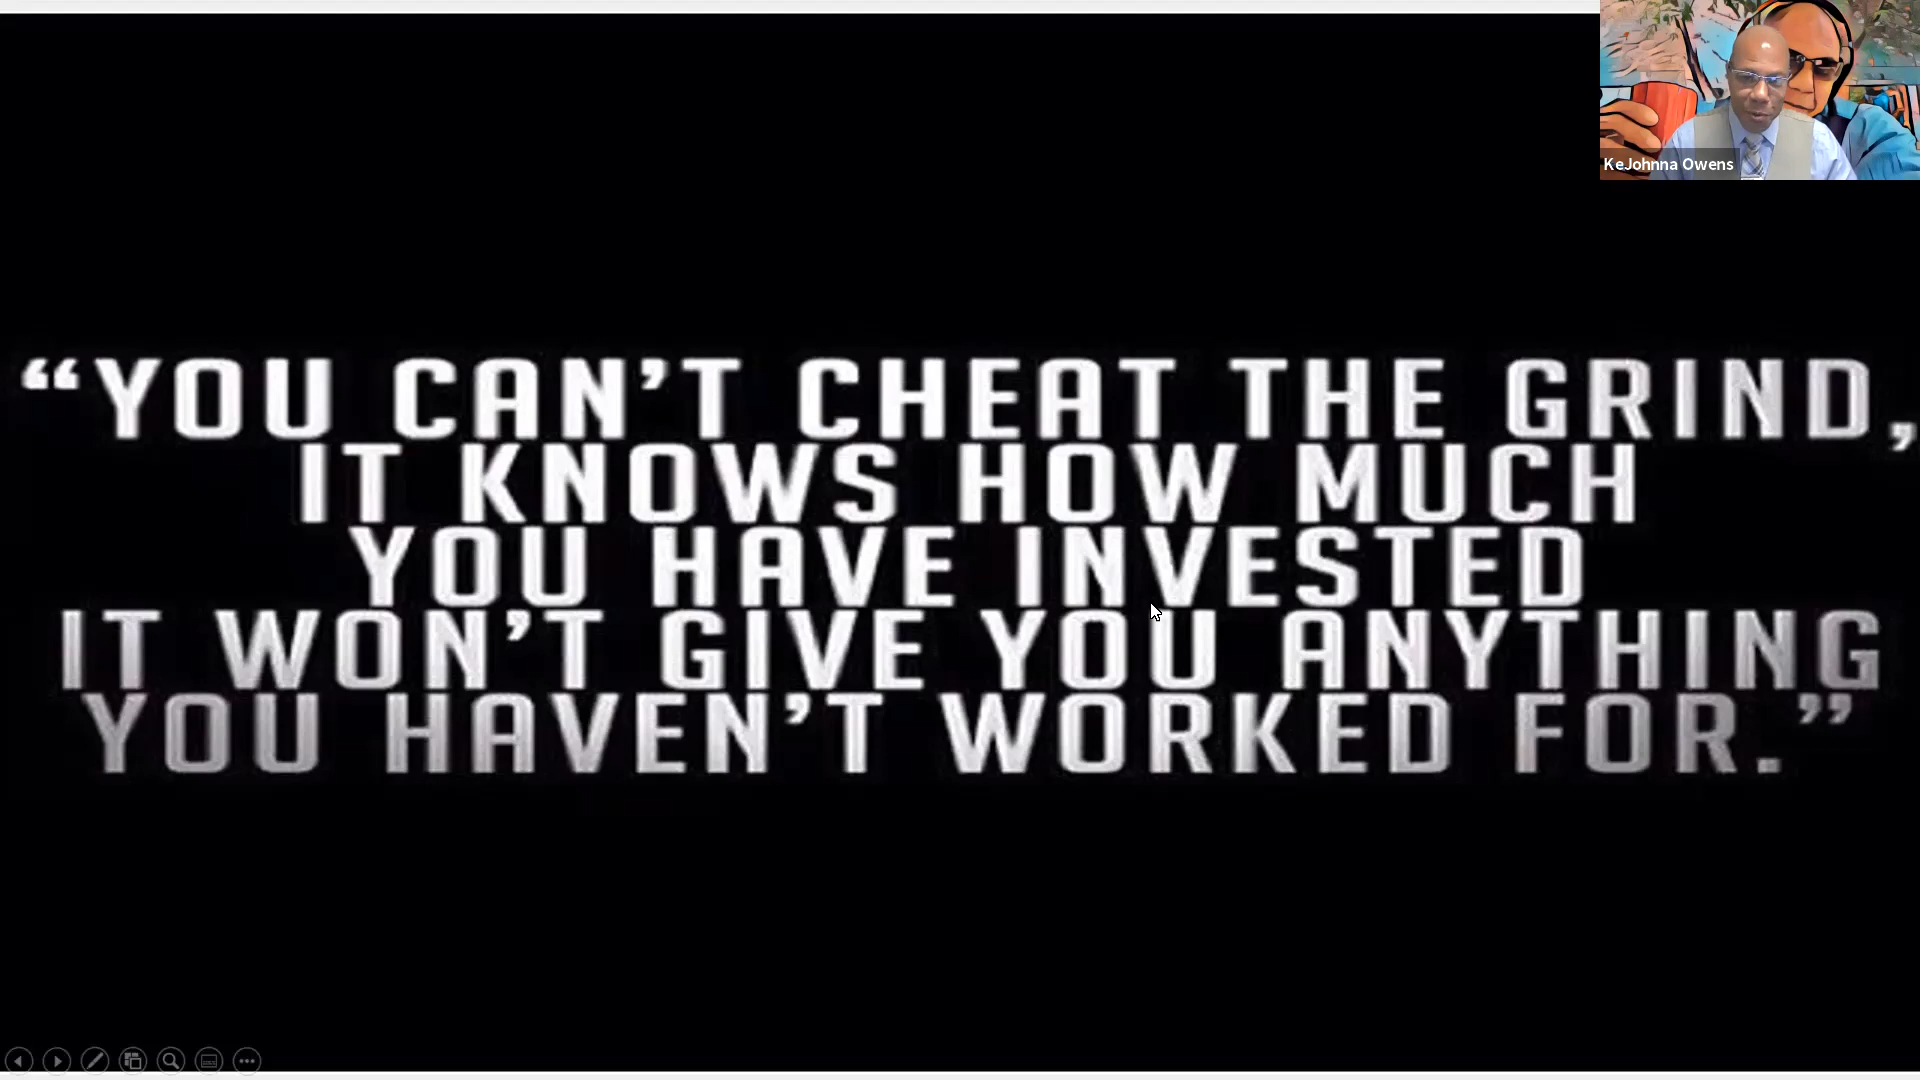 KeJohnna Owens
“YOU CAN’T CHEAT THE GRIND,
IT KNOWS HOW MUCH
YOU HAVE INVESTED
IT WON’T GIVE YOU ANYTHING
YOU HAVEN’T WORKED FOR.”